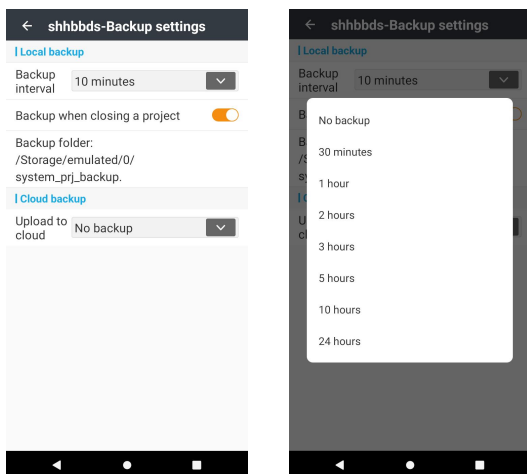 shhbbds-Backup settings
Local backup
Backup
interval
10 minutes
Backup when closing a project
Backup folder:
/Storage/emulated/0/
system_prj_backup.
Cloud backup
Upload to
cloud
No backup
shhbbds-Backup settings
Local backup
Backup
interval
10 minutes
No backup
30 minutes
1 hour
2 hours
3 hours
5 hours
10 hours
24 hours